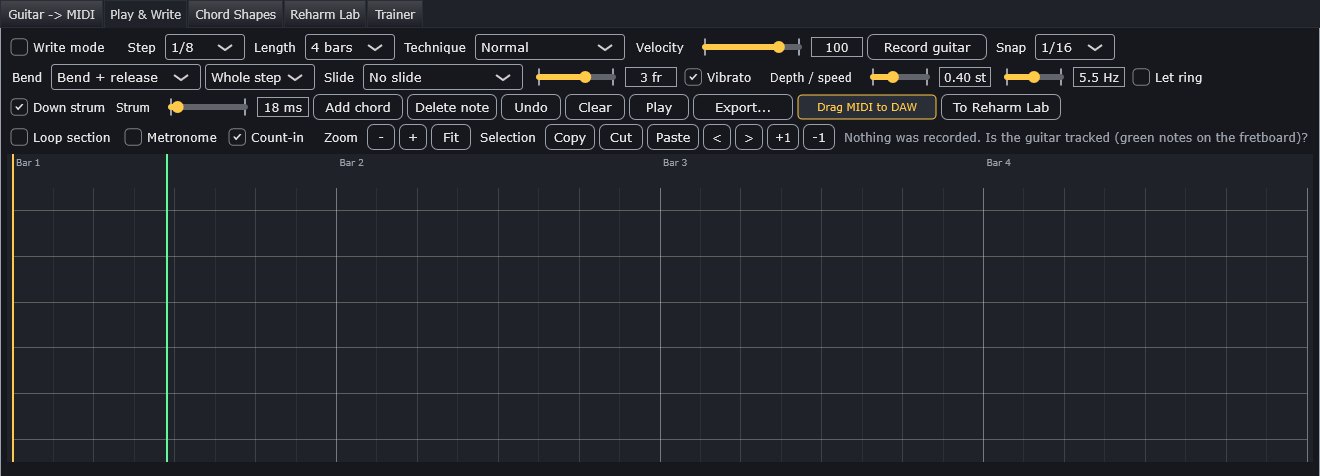 Guitar -> MIDI Play & Write Chord Shapes Reharm Lab Trainer
Write mode Step 1/8 Length 4 bars Technique Normal Velocity 100 Record guitar Snap 1/16
Bend Bend + release Whole step Slide No slide 3 fr Vibrato Depth / speed 0.40 st 5.5 Hz Let ring
Down strum Strum 18 ms Add chord Delete note Undo Clear Play Export... Drag MIDI to DAW To Reharm Lab
Loop section Metronome Count-in Zoom - + Fit Selection Copy Cut Paste < > +1 -1 Nothing was recorded. Is the guitar tracked (green notes on the fretboard)?
Bar 1 Bar 2 Bar 3 Bar 4